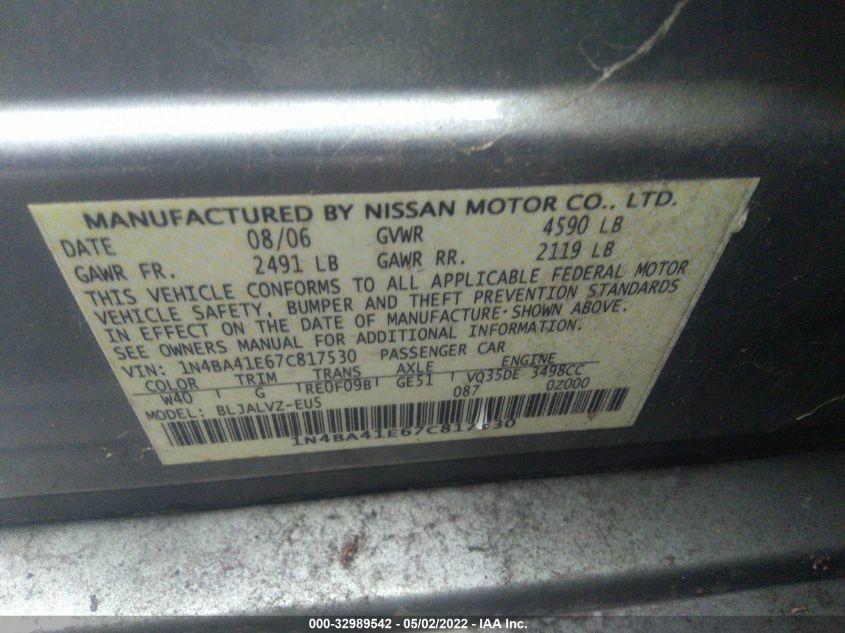 MANUFACTURED BY NISSAN MOTOR CO., LTD.
DATE 08/06 GVWR 4590 LB
GAWR FR. 2491 LB GAWR RR. 2119 LB
THIS VEHICLE CONFORMS TO ALL APPLICABLE FEDERAL MOTOR
VEHICLE SAFETY, BUMPER AND THEFT PREVENTION STANDARDS
IN EFFECT ON THE DATE OF MANUFACTURE SHOWN ABOVE.
SEE OWNERS MANUAL FOR ADDITIONAL INFORMATION.
VIN: 1N4BA41E67C817530 PASSENGER CAR
COLOR TRIM TRANS AXLE ENGINE
W40 G RE0F09B GE51 VQ35DE 3498CC
MODEL: BLJALVZ-EU5 087 0Z000
1N4BA41E67C817530
000-32989542 - 05/02/2022 - IAA Inc.